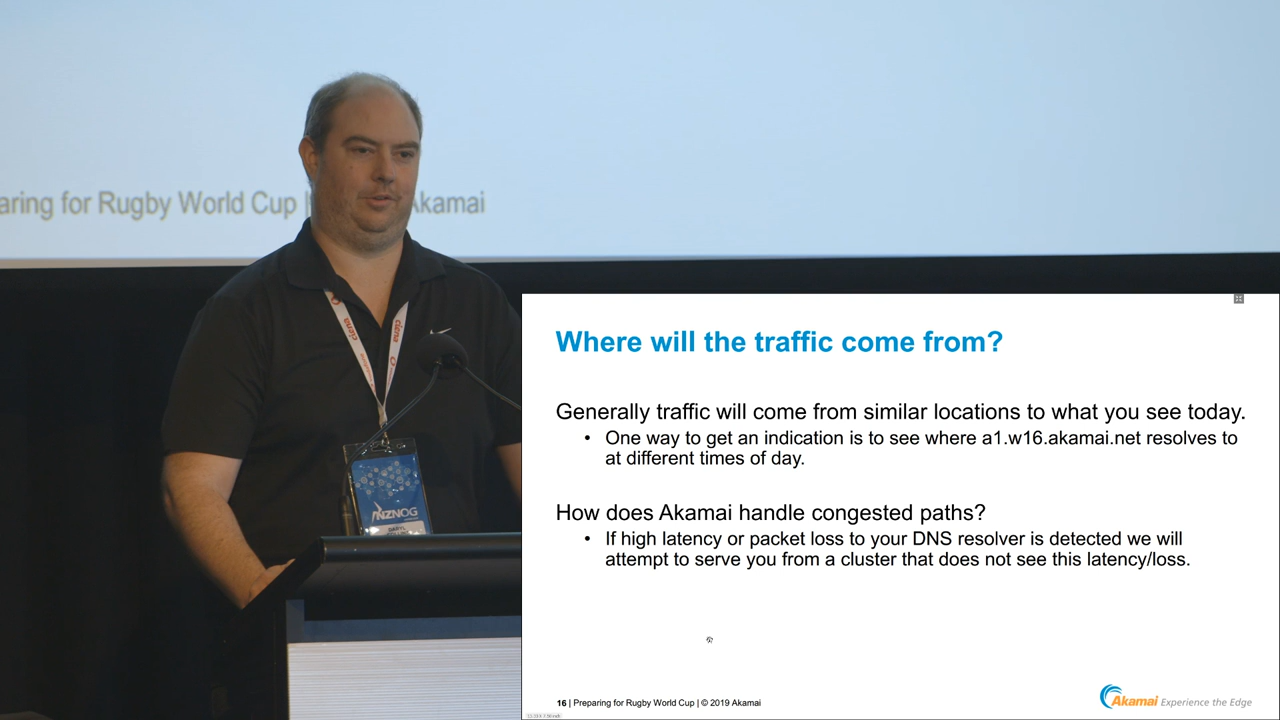 aring for Rugby World Cup |
Akamai
ciena
ciena
NZNOG
Where will the traffic come from?
Generally traffic will come from similar locations to what you see today.
• One way to get an indication is to see where a1.w16.akamai.net resolves to
at different times of day.
How does Akamai handle congested paths?
• If high latency or packet loss to your DNS resolver is detected we will
attempt to serve you from a cluster that does not see this latency/loss.
16 | Preparing for Rugby World Cup | © 2019 Akamai
Akamai Experience the Edge